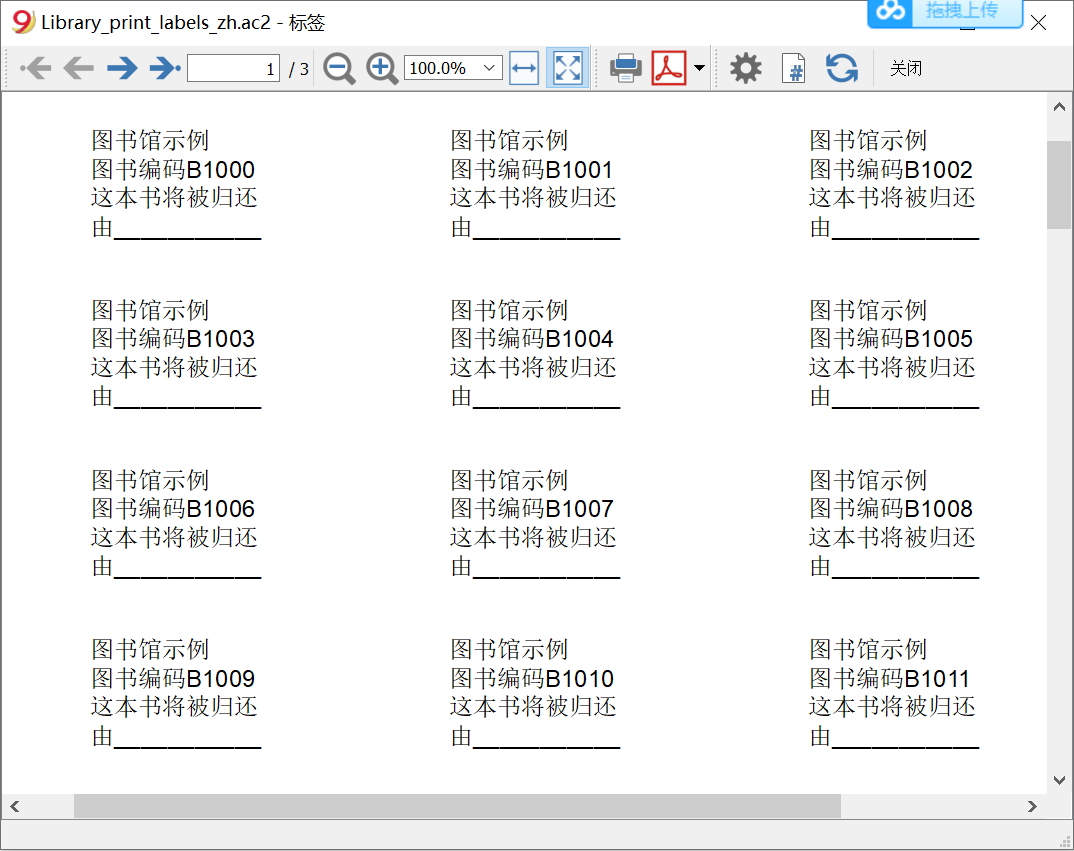 Library_print_labels_zh.ac2 - 标签
拖拽上传
1 / 3
100.0%
#
关闭
图书馆示例 图书馆示例 图书馆示例
图书编码B1000 图书编码B1001 图书编码B1002
这本书将被归还 这本书将被归还 这本书将被归还
由___________ 由___________ 由___________
图书馆示例 图书馆示例 图书馆示例
图书编码B1003 图书编码B1004 图书编码B1005
这本书将被归还 这本书将被归还 这本书将被归还
由___________ 由___________ 由___________
图书馆示例 图书馆示例 图书馆示例
图书编码B1006 图书编码B1007 图书编码B1008
这本书将被归还 这本书将被归还 这本书将被归还
由___________ 由___________ 由___________
图书馆示例 图书馆示例 图书馆示例
图书编码B1009 图书编码B1010 图书编码B1011
这本书将被归还 这本书将被归还 这本书将被归还
由___________ 由___________ 由___________